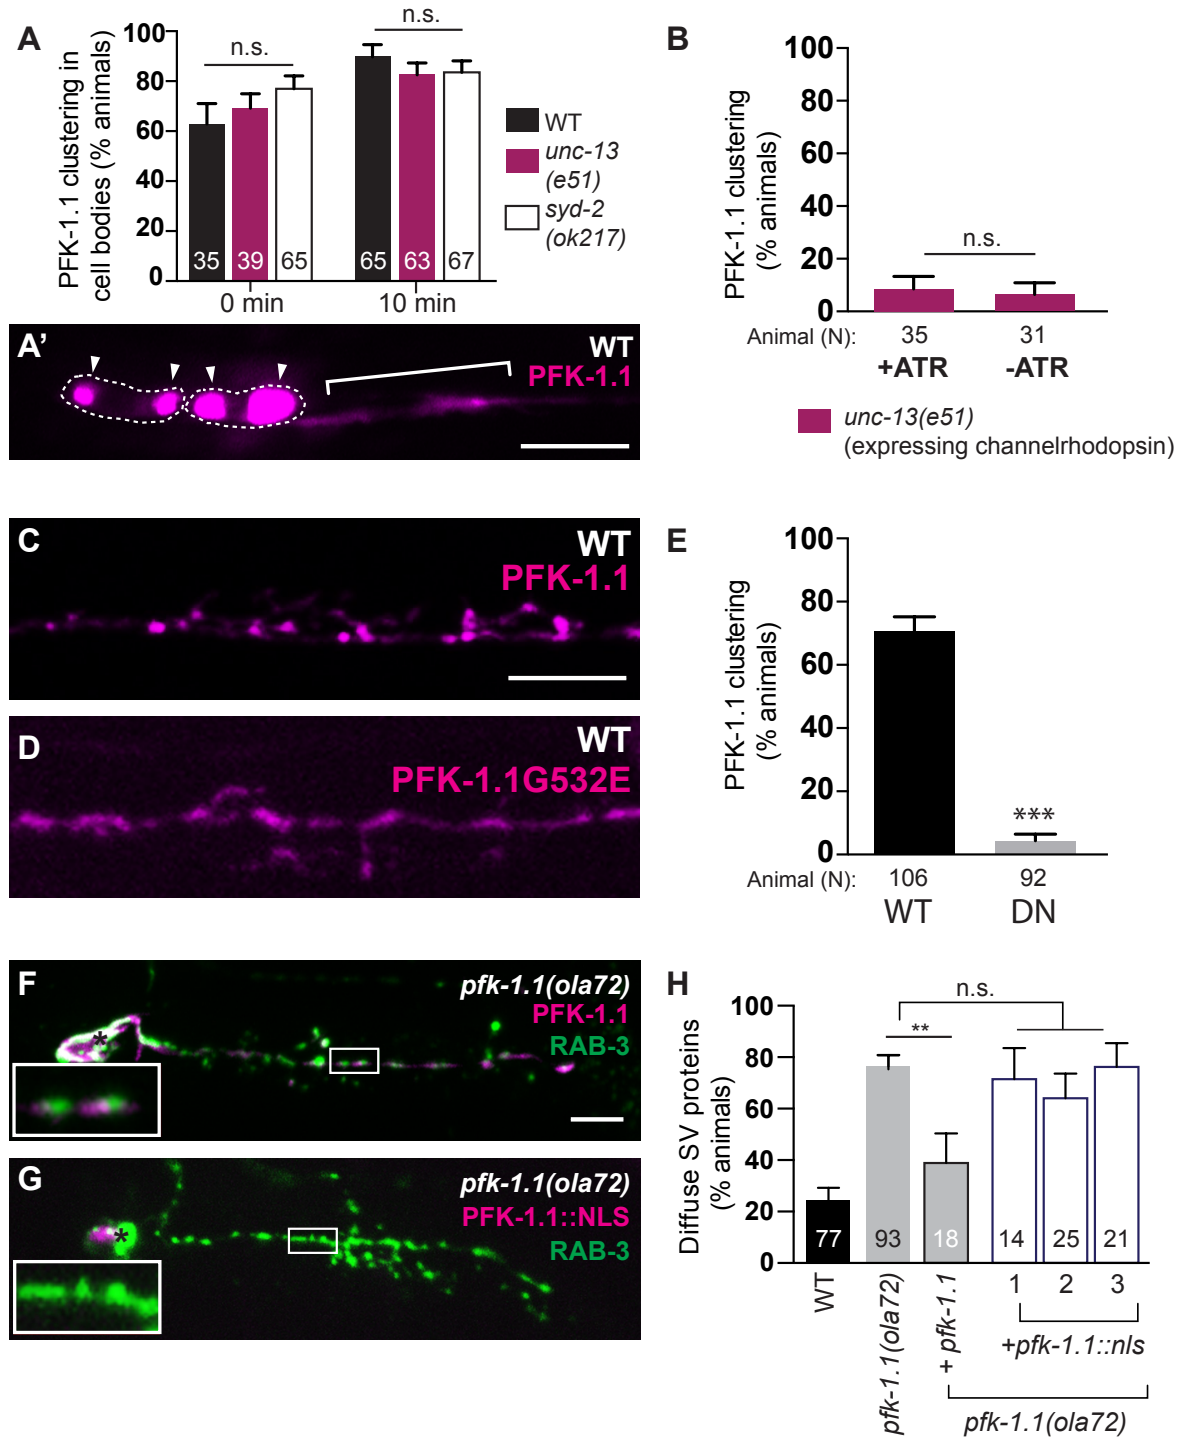 A
PFK-1.1 clustering in
cell bodies (% animals)
100
80
60
40
20
0
n.s.
n.s.
35
39
65
65
63
67
0 min
10 min
WT
unc-13
(e51)
syd-2
(ok217)
B
PFK-1.1 clustering
(% animals)
100
80
60
40
20
0
n.s.
Animal (N):
35
31
+ATR
-ATR
unc-13(e51)
(expressing channelrhodopsin)
A'
WT
PFK-1.1
C
WT
PFK-1.1
D
WT
PFK-1.1G532E
E
PFK-1.1 clustering
(% animals)
100
80
60
40
20
0
***
Animal (N):
106
92
WT
DN
F
pfk-1.1(ola72)
PFK-1.1
RAB-3
*
G
pfk-1.1(ola72)
PFK-1.1::NLS
RAB-3
*
H
Diffuse SV proteins
(% animals)
100
80
60
40
20
0
n.s.
**
77
93
18
14
25
21
WT
pfk-1.1(ola72)
+ pfk-1.1
1
2
3
+pfk-1.1::nls
pfk-1.1(ola72)